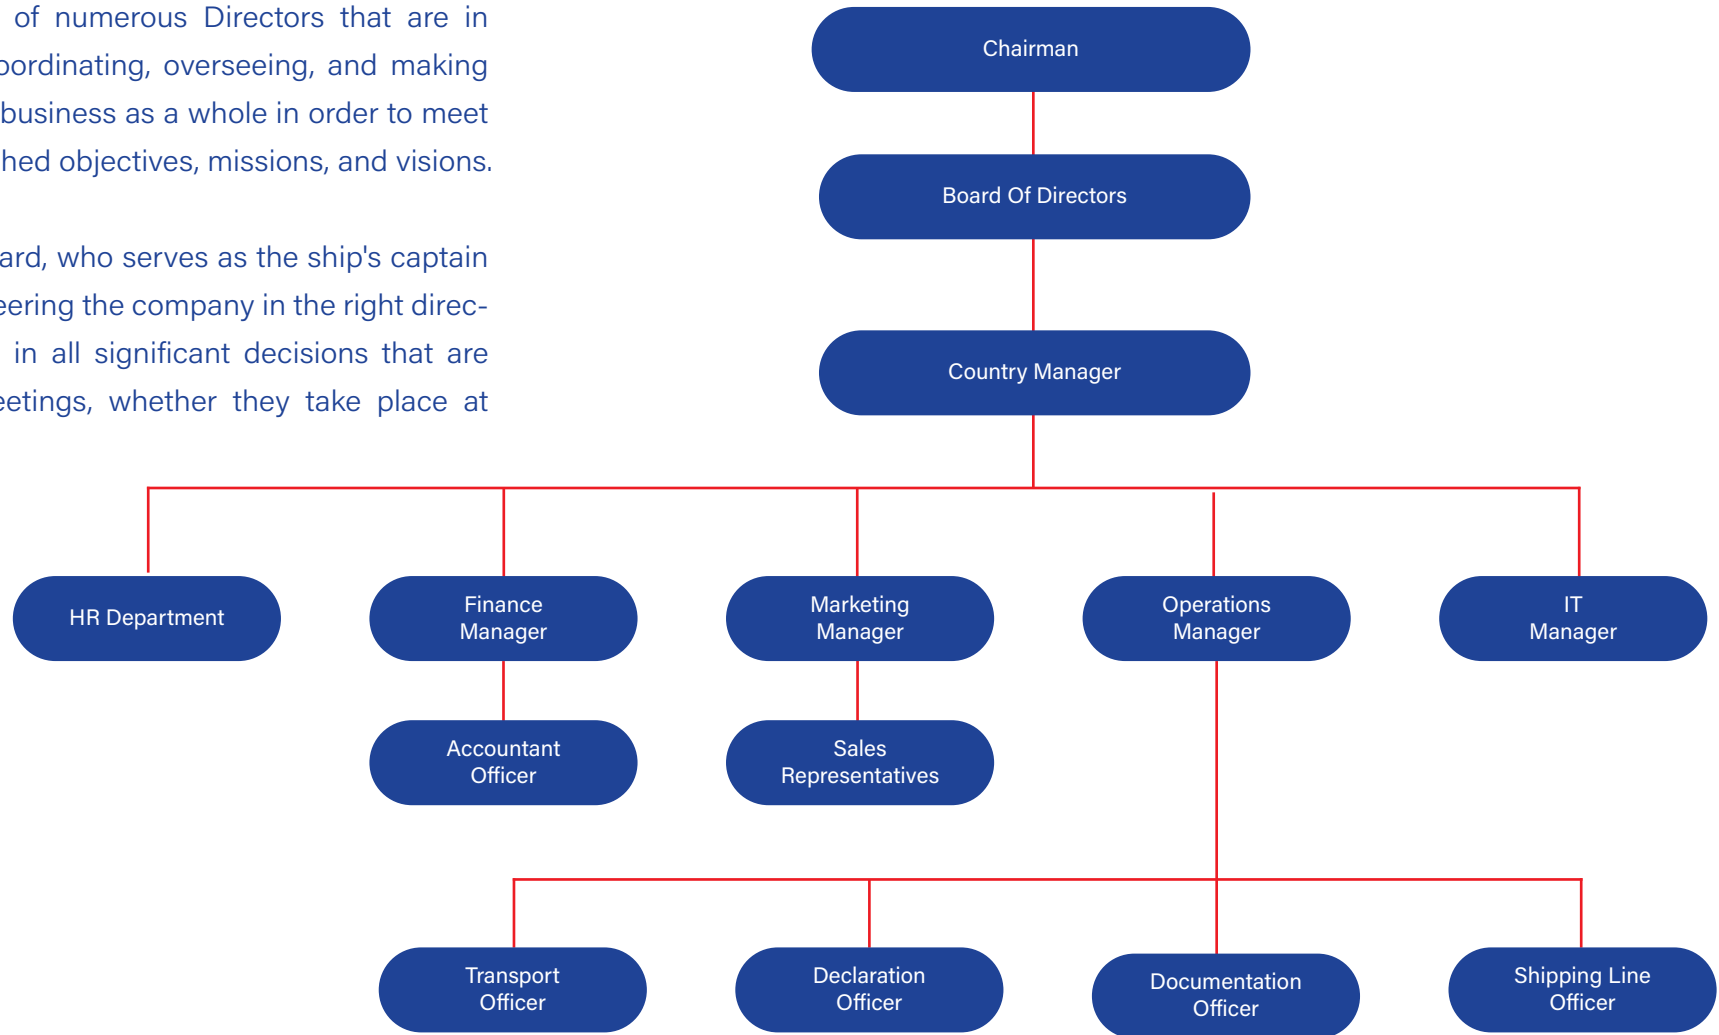 of numerous Directors that are in
oordinating, overseeing, and making
business as a whole in order to meet
hed objectives, missions, and visions.
ard, who serves as the ship's captain
eering the company in the right direc-
in all significant decisions that are
eetings, whether they take place at
Chairman
Board Of Directors
Country Manager
HR Department
Finance
Manager
Marketing
Manager
Operations
Manager
IT
Manager
Accountant
Officer
Sales
Representatives
Transport
Officer
Declaration
Officer
Documentation
Officer
Shipping Line
Officer